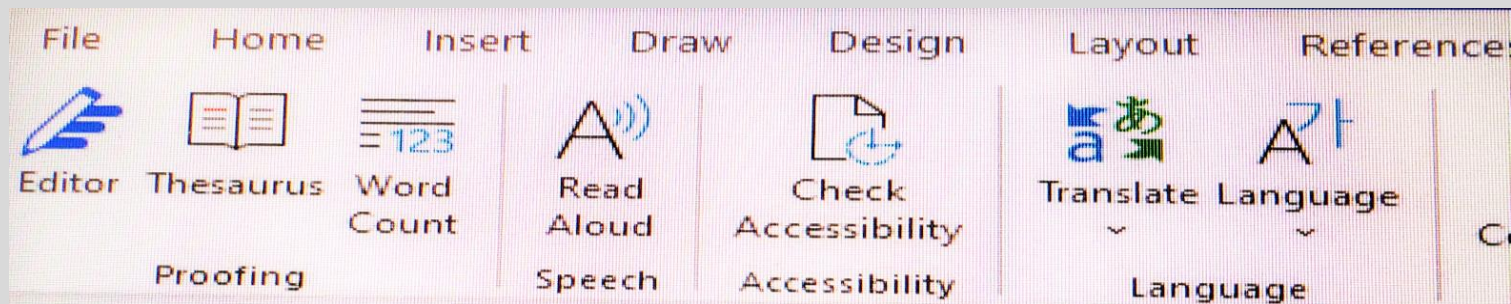 File Home Insert Draw Design Layout References
Editor Thesaurus Word Count Read Aloud Check Accessibility Translate Language
Proofing Speech Accessibility Language